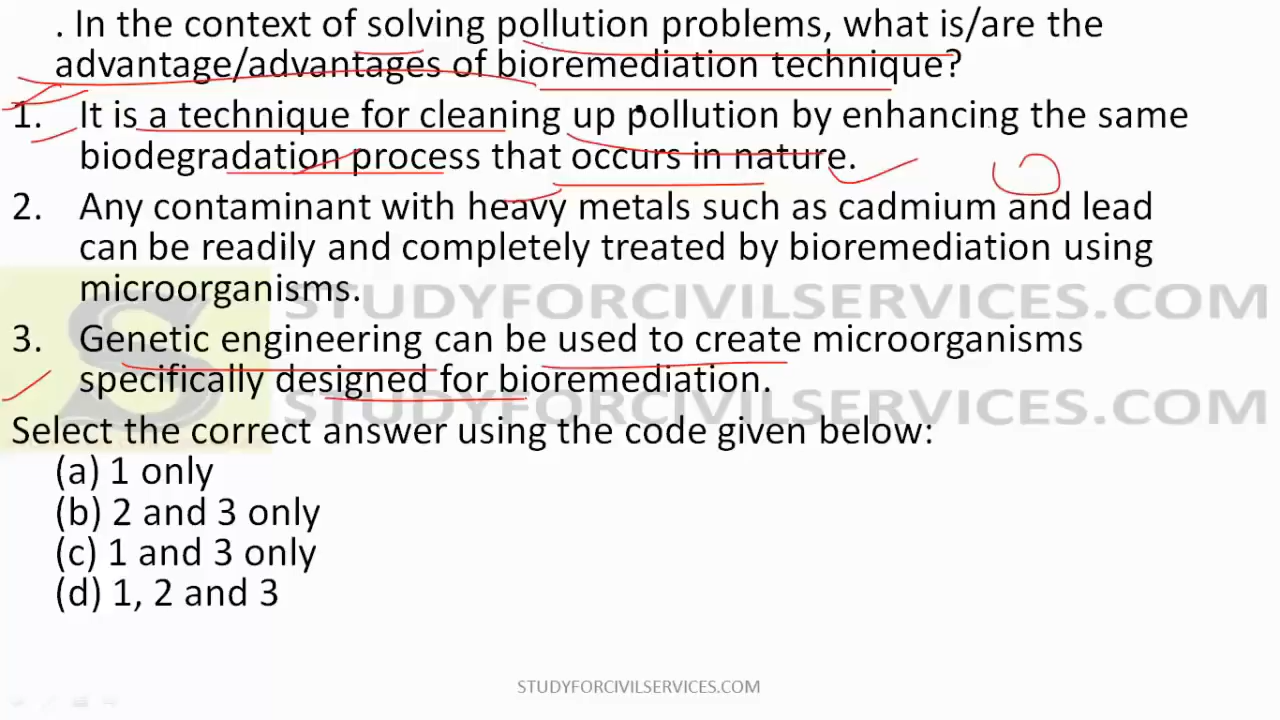 . In the context of solving pollution problems, what is/are the
advantage/advantages of bioremediation technique?
1. It is a technique for cleaning up pollution by enhancing the same
biodegradation process that occurs in nature.
2. Any contaminant with heavy metals such as cadmium and lead
can be readily and completely treated by bioremediation using
microorganisms.
STUDYFORCIVILSERVICES.COM
3. Genetic engineering can be used to create microorganisms
specifically designed for bioremediation.
STUDYFORCIVILSERVICES.COM
Select the correct answer using the code given below:
(a) 1 only
(b) 2 and 3 only
(c) 1 and 3 only
(d) 1, 2 and 3
STUDYFORCIVILSERVICES.COM